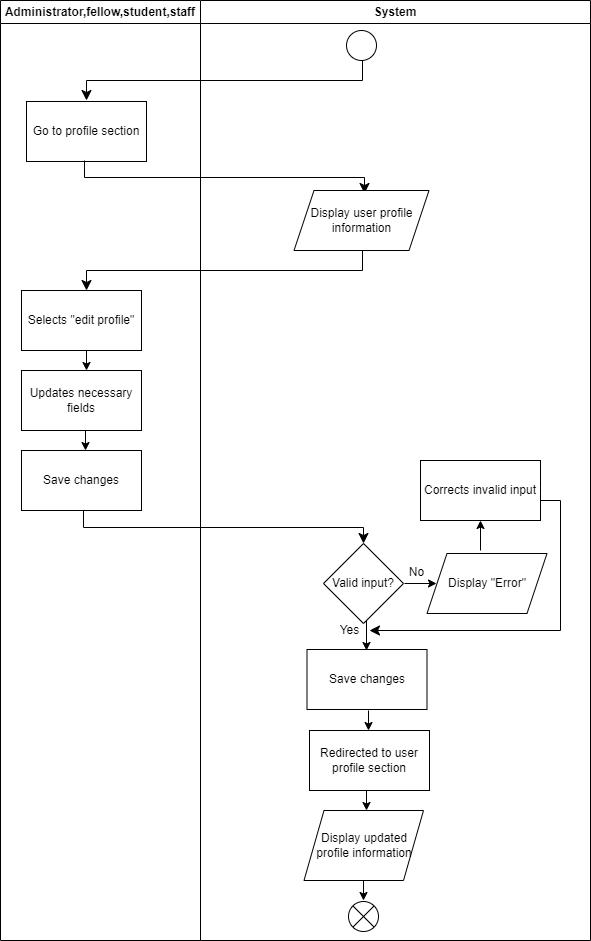 Administrator,fellow,student,staff
System
Go to profile section
Display user profile
information
Selects "edit profile"
Updates necessary
fields
Save changes
Corrects invalid input
Valid input?
No
Display "Error"
Yes
Save changes
Redirected to user
profile section
Display updated
profile information